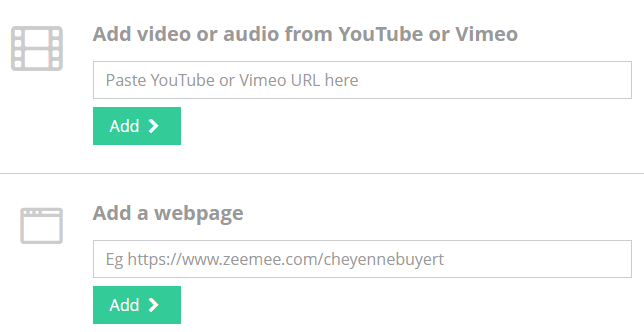 Add video or audio from YouTube or Vimeo
Paste YouTube or Vimeo URL here
Add
Add a webpage
Eg https://www.zeemee.com/cheyennebuyert
Add